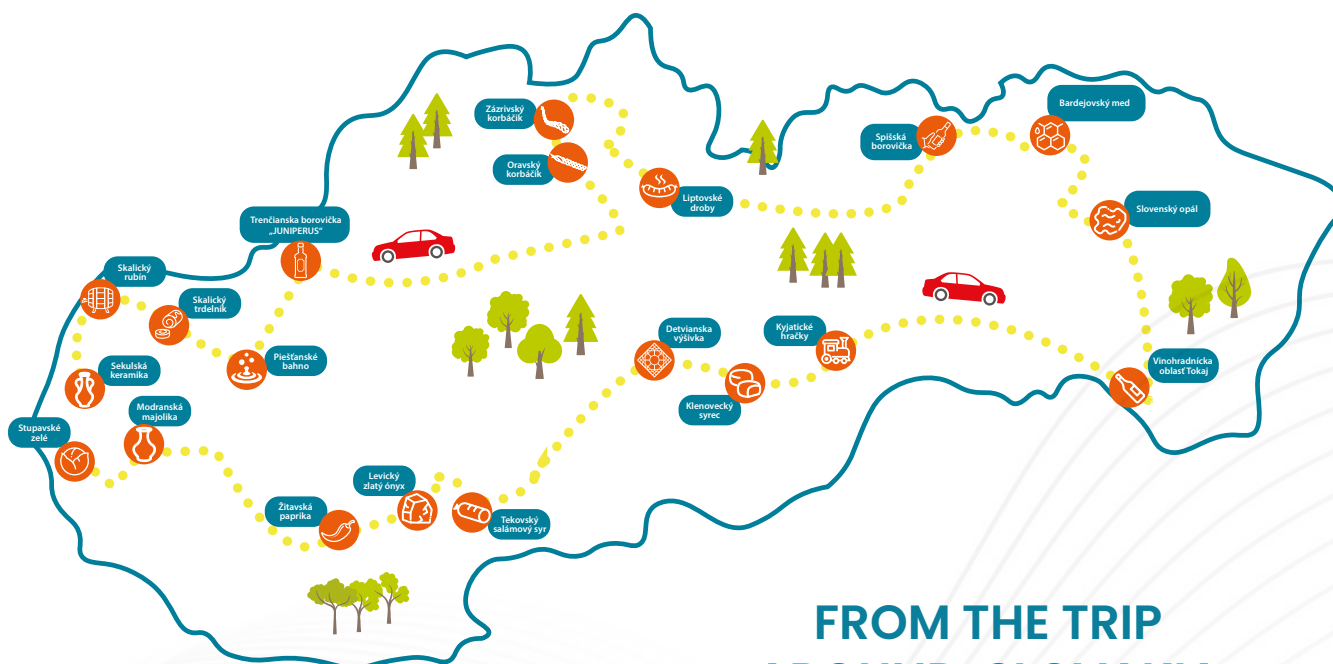 Bardejovský med
Zázrivský
korbáčik
Spišská
borovička
Oravský
korbáčik
Liptovské
droby
Slovenský opál
Trenčianska borovička
„JUNIPERUS“
Skalický
rubín
Skalický
trdelník
Detvianska
výšivka
Kyjatické
hračky
Piešťanské
bahno
Vinohradnícka
oblasť Tokaj
Sekulská
keramika
Klenovecký
syrec
Modranská
majolika
Stupavské
zelé
Levický
zlatý ónyx
Žitavská
paprika
Tekovský
salámový syr
FROM THE TRIP